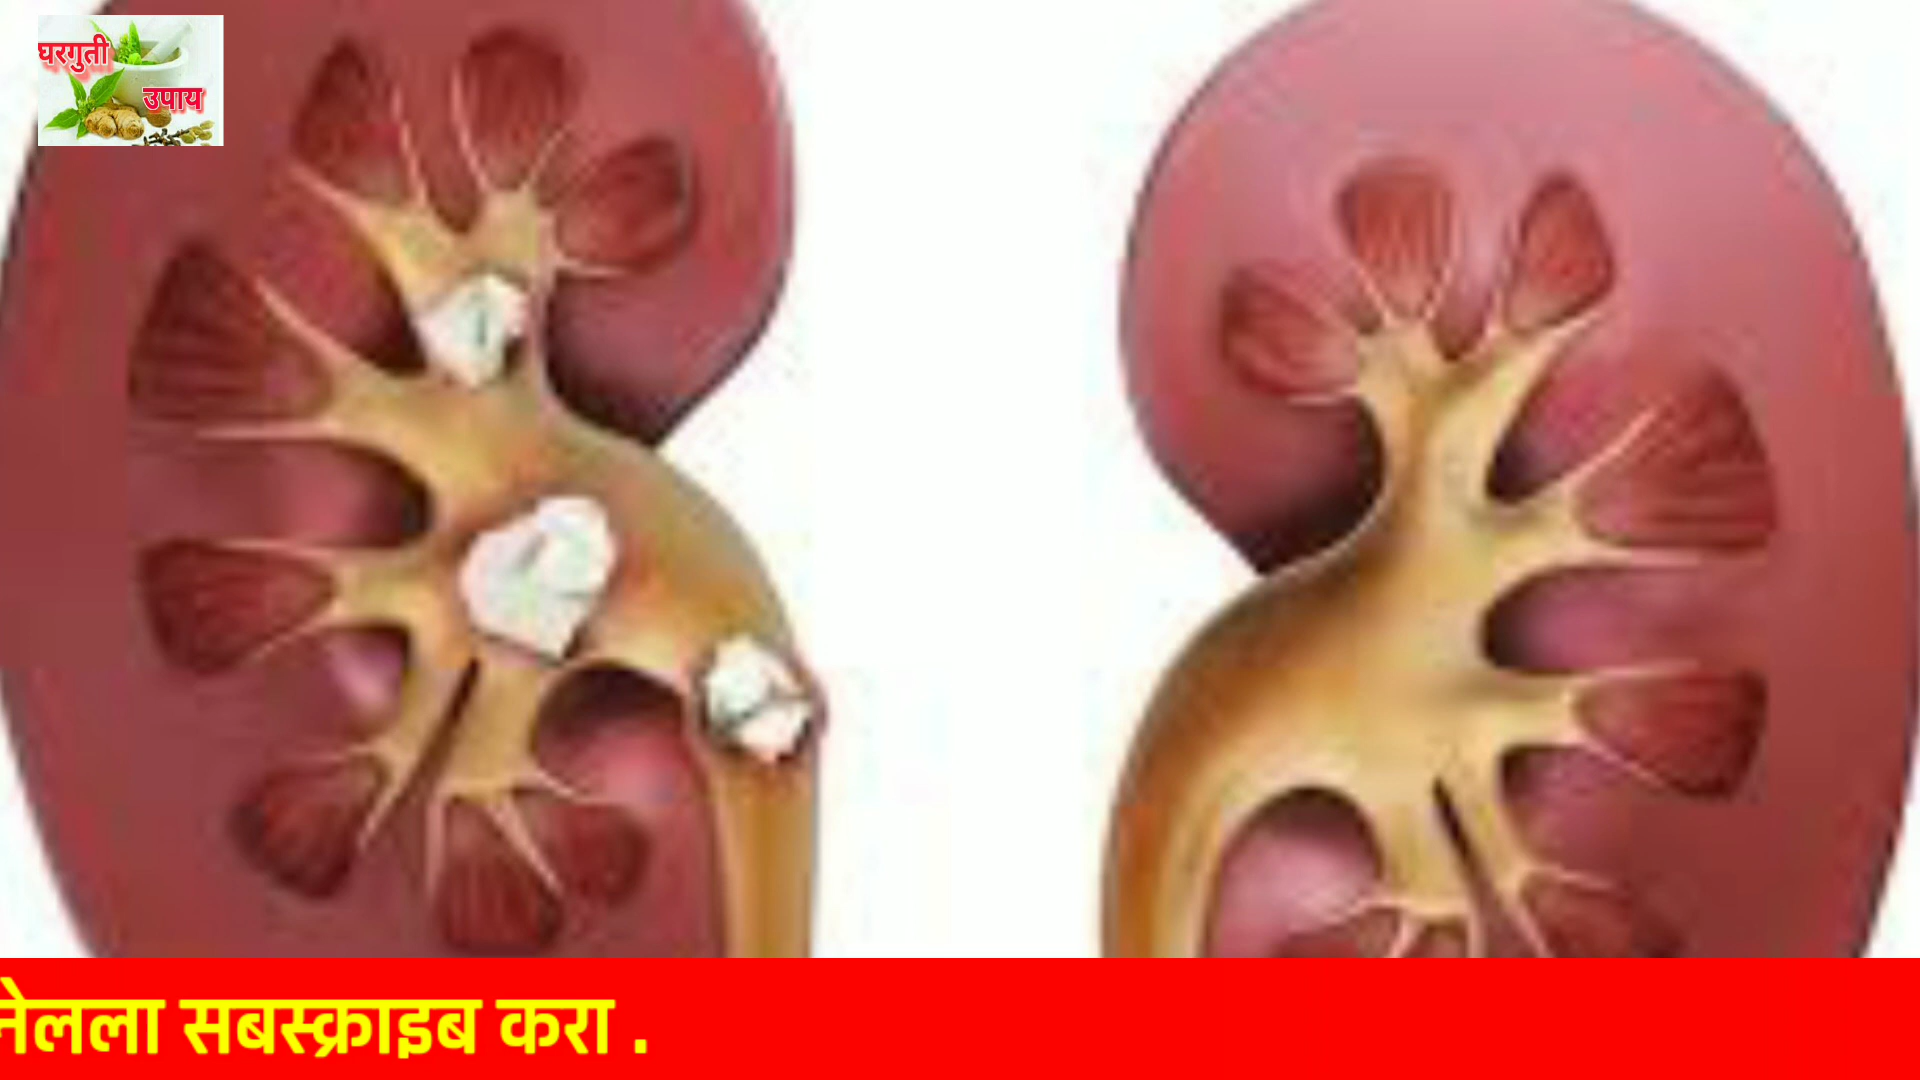 घरगुती
उपाय
नेलला सबस्क्राइब करा .